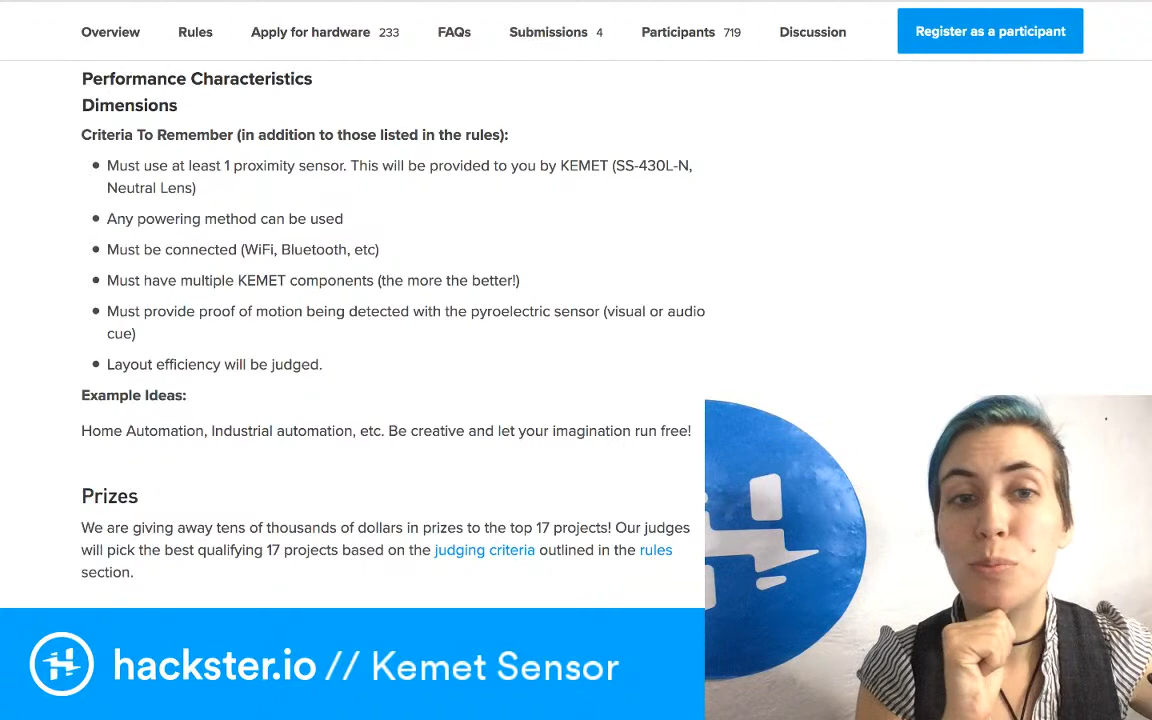 Overview Rules Apply for hardware 233 FAQs Submissions 4 Participants 719 Discussion Register as a participant
Performance Characteristics
Dimensions
Criteria To Remember (in addition to those listed in the rules):
• Must use at least 1 proximity sensor. This will be provided to you by KEMET (SS-430L-N,
Neutral Lens)
• Any powering method can be used
• Must be connected (WiFi, Bluetooth, etc)
• Must have multiple KEMET components (the more the better!)
• Must provide proof of motion being detected with the pyroelectric sensor (visual or audio
cue)
• Layout efficiency will be judged.
Example Ideas:
Home Automation, Industrial automation, etc. Be creative and let your imagination run free!
Prizes
We are giving away tens of thousands of dollars in prizes to the top 17 projects! Our judges
will pick the best qualifying 17 projects based on the judging criteria outlined in the rules
section.
hackster.io // Kemet Sensor